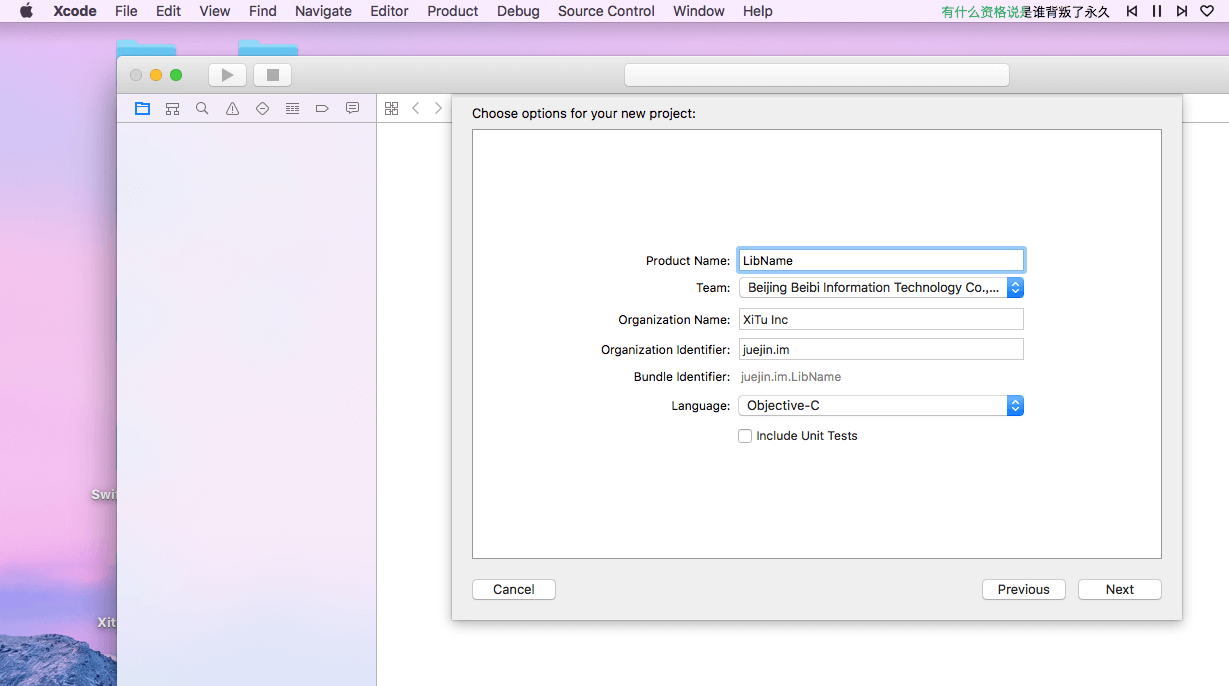 Xcode File Edit View Find Navigate Editor Product Debug Source Control Window Help 有什么资格说是谁背叛了永久
Choose options for your new project:
Product Name: LibName
Team: Beijing Beibi Information Technology Co.,...
Organization Name: XiTu Inc
Organization Identifier: juejin.im
Bundle Identifier: juejin.im.LibName
Language: Objective-C
Include Unit Tests
Swif
Cancel Previous Next
Xit